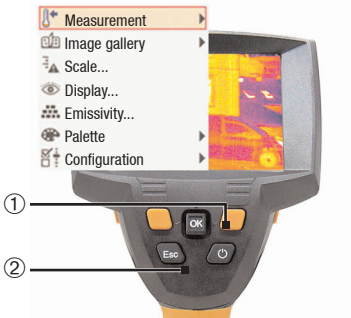 Measurement
Image gallery
Scale...
Display...
Emissivity...
Palette
Configuration
1
OK
Esc
2